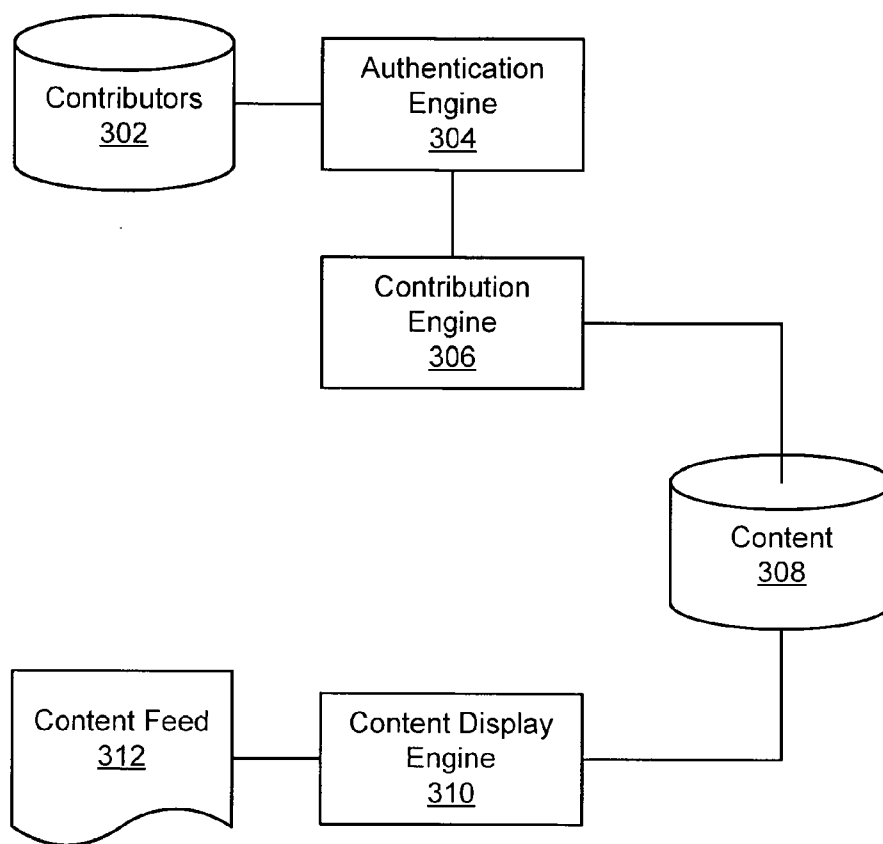 Contributors
302
Authentication
Engine
304
Contribution
Engine
306
Content
308
Content Feed
312
Content Display
Engine
310